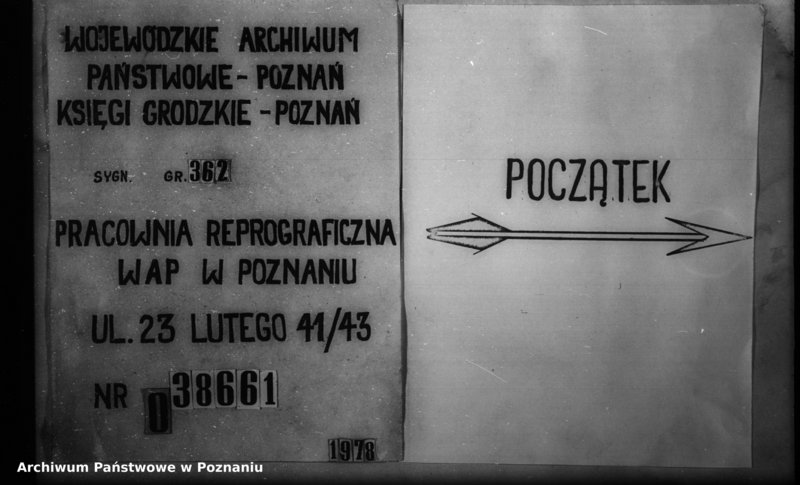 WOJEWÓDZKIE ARCHIWUM
PAŃSTWOWE - POZNAŃ
KSIĘGI GRODZKIE - POZNAŃ
SYGN. GR. 362
PRACOWNIA REPROGRAFICZNA
WAP W POZNANIU
UL. 23 LUTEGO 41/43
NR 038661
1978
POCZĄTEK
Archiwum Państwowe w Poznaniu